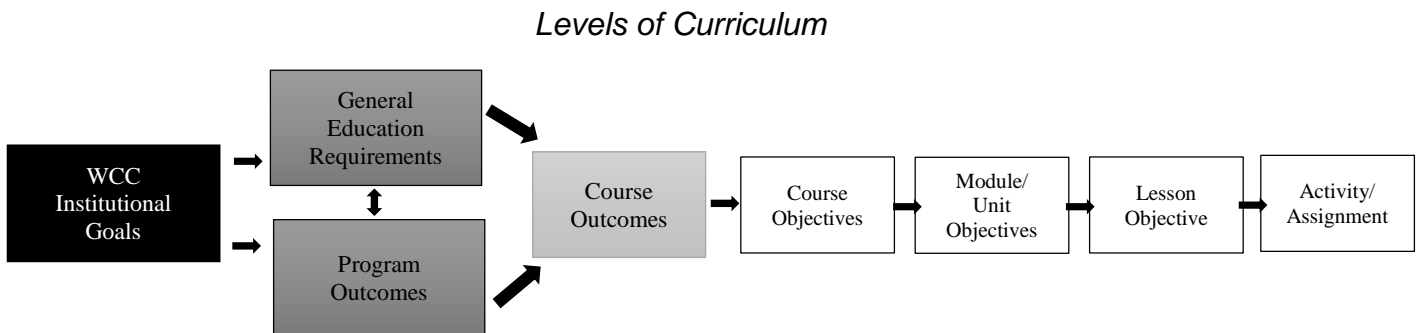 Levels of Curriculum
WCC
Institutional
Goals
General
Education
Requirements
Program
Outcomes
Course
Outcomes
Course
Objectives
Module/
Unit
Objectives
Lesson
Objective
Activity/
Assignment